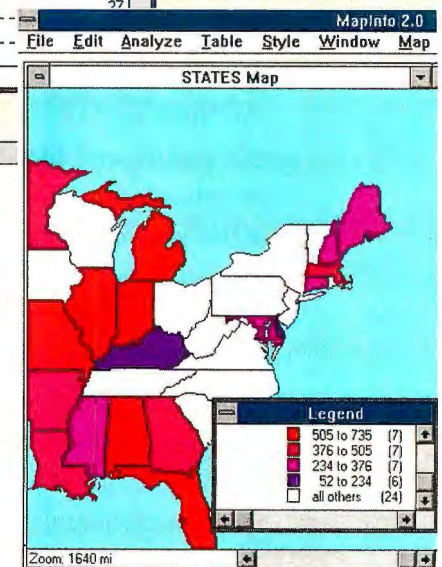 27
MapInfo 2.0
File Edit Analyze Table Style Window Map
STATES Map
Legend
505 to 735 (7)
376 to 505 (7)
234 to 376 (7)
52 to 234 (6)
all others (24)
Zoom: 1640 mi